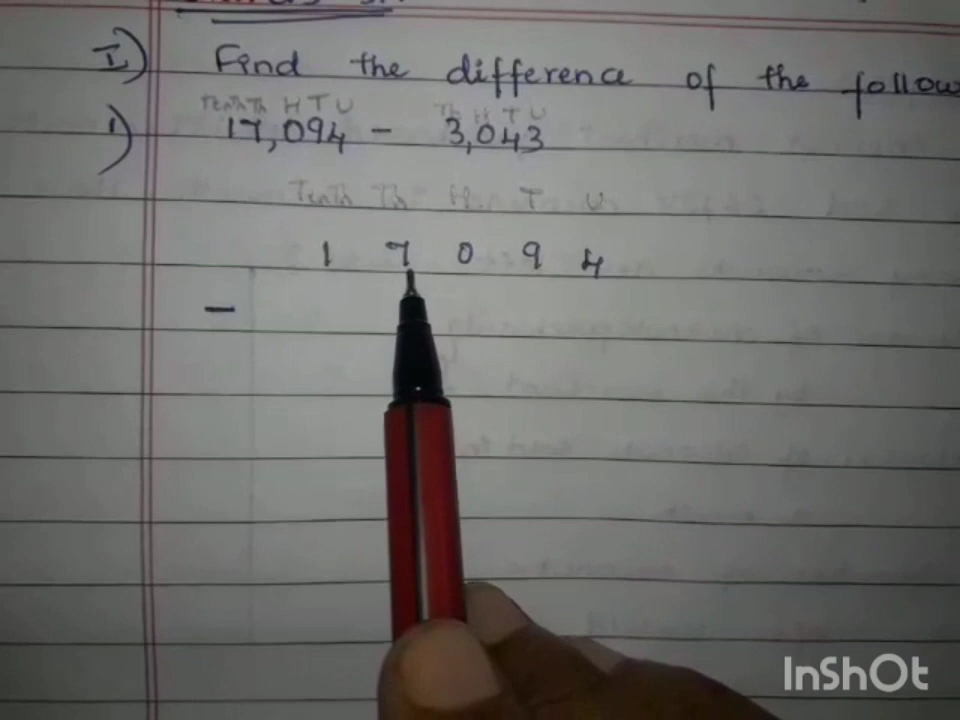 I) Find the difference of the follow
TenTh Th H T U Th H T U
1) 17,094 - 3,043
TenTh Th H T U
1 7 0 9 4
-
InShOt